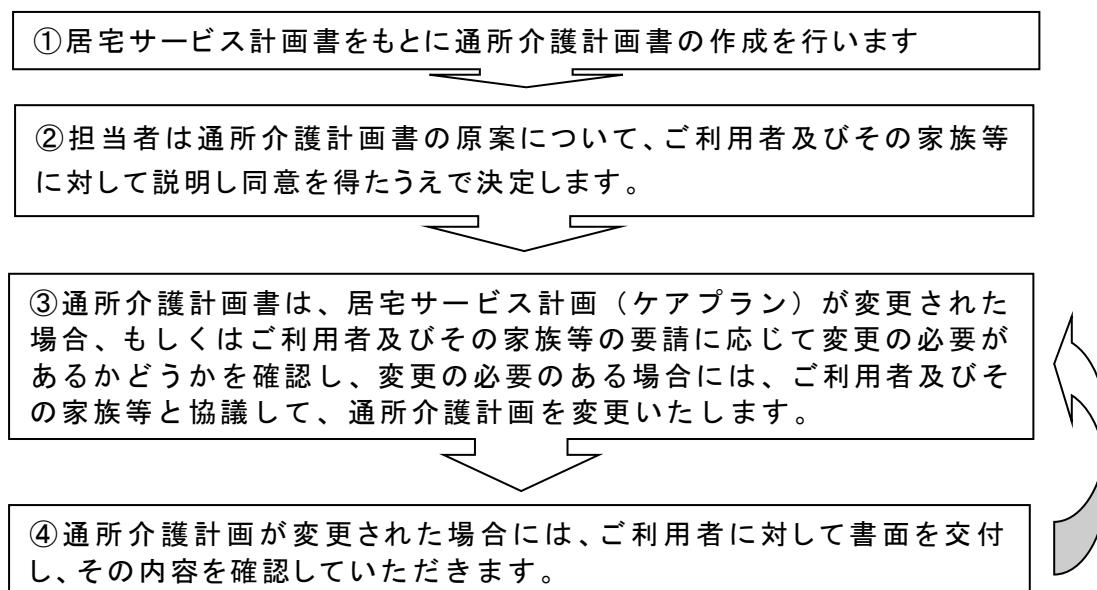 ①居宅サービス計画書をもとに通所介護計画書の作成を行います
②担当者は通所介護計画書の原案について、ご利用者及びその家族等
に対して説明し同意を得たうえで決定します。
③通所介護計画書は、居宅サービス計画（ケアプラン）が変更された
場合、もしくはご利用者及びその家族等の要請に応じて変更の必要が
あるかどうかを確認し、変更の必要のある場合には、ご利用者及びそ
の家族等と協議して、通所介護計画を変更いたします。
④通所介護計画が変更された場合には、ご利用者に対して書面を交付
し、その内容を確認していただきます。